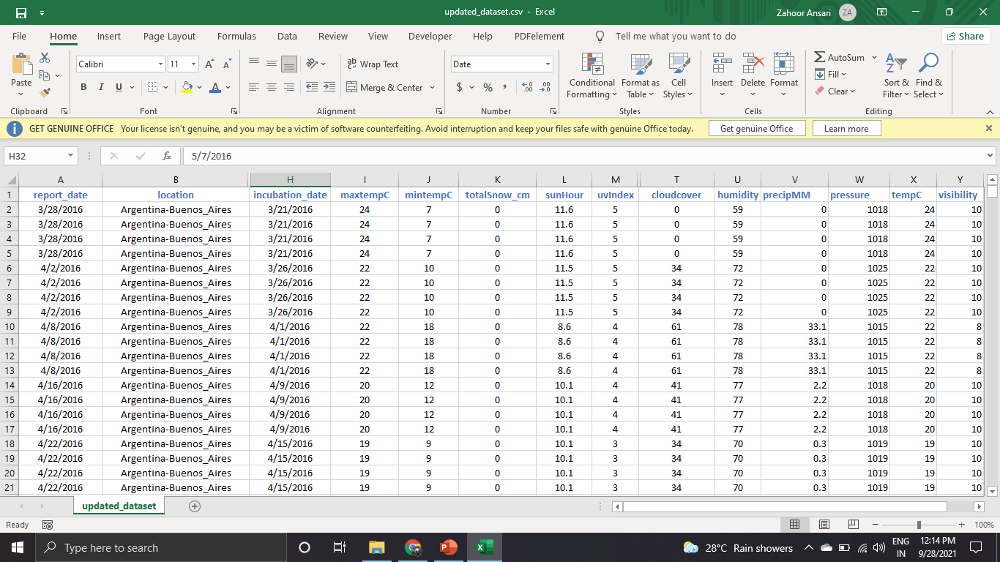 updated_dataset.csv - Excel
Zahoor Ansari ZA
File Home Insert Page Layout Formulas Data Review View Developer Help PDFelement Tell me what you want to do Share
Paste
Calibri 11
B I U
Wrap Text
Merge & Center
Date
$ % ,
Conditional Formatting
Format as Table
Cell Styles
Insert Delete Format
AutoSum
Fill
Clear
Sort & Filter
Find & Select
Clipboard Font Alignment Number Styles Cells Editing
GET GENUINE OFFICE Your license isn't genuine, and you may be a victim of software counterfeiting. Avoid interruption and keep your files safe with genuine Office today. Get genuine Office Learn more
H32 fx 5/7/2016
A B H I J K L M T U V W X Y
1 report_date location incubation_date maxtempC mintempC totalSnow_cm sunHour uvIndex cloudcover humidity precipMM pressure tempC visibility
2 3/28/2016 Argentina-Buenos_Aires 3/21/2016 24 7 0 11.6 5 0 59 0 1018 24 10
3 3/28/2016 Argentina-Buenos_Aires 3/21/2016 24 7 0 11.6 5 0 59 0 1018 24 10
4 3/28/2016 Argentina-Buenos_Aires 3/21/2016 24 7 0 11.6 5 0 59 0 1018 24 10
5 3/28/2016 Argentina-Buenos_Aires 3/21/2016 24 7 0 11.6 5 0 59 0 1018 24 10
6 4/2/2016 Argentina-Buenos_Aires 3/26/2016 22 10 0 11.5 5 34 72 0 1025 22 10
7 4/2/2016 Argentina-Buenos_Aires 3/26/2016 22 10 0 11.5 5 34 72 0 1025 22 10
8 4/2/2016 Argentina-Buenos_Aires 3/26/2016 22 10 0 11.5 5 34 72 0 1025 22 10
9 4/2/2016 Argentina-Buenos_Aires 3/26/2016 22 10 0 11.5 5 34 72 0 1025 22 10
10 4/8/2016 Argentina-Buenos_Aires 4/1/2016 22 18 0 8.6 4 61 78 33.1 1015 22 8
11 4/8/2016 Argentina-Buenos_Aires 4/1/2016 22 18 0 8.6 4 61 78 33.1 1015 22 8
12 4/8/2016 Argentina-Buenos_Aires 4/1/2016 22 18 0 8.6 4 61 78 33.1 1015 22 8
13 4/8/2016 Argentina-Buenos_Aires 4/1/2016 22 18 0 8.6 4 61 78 33.1 1015 22 8
14 4/16/2016 Argentina-Buenos_Aires 4/9/2016 20 12 0 10.1 4 41 77 2.2 1018 20 10
15 4/16/2016 Argentina-Buenos_Aires 4/9/2016 20 12 0 10.1 4 41 77 2.2 1018 20 10
16 4/16/2016 Argentina-Buenos_Aires 4/9/2016 20 12 0 10.1 4 41 77 2.2 1018 20 10
17 4/16/2016 Argentina-Buenos_Aires 4/9/2016 20 12 0 10.1 4 41 77 2.2 1018 20 10
18 4/22/2016 Argentina-Buenos_Aires 4/15/2016 19 9 0 10.1 3 34 70 0.3 1019 19 10
19 4/22/2016 Argentina-Buenos_Aires 4/15/2016 19 9 0 10.1 3 34 70 0.3 1019 19 10
20 4/22/2016 Argentina-Buenos_Aires 4/15/2016 19 9 0 10.1 3 34 70 0.3 1019 19 10
21 4/22/2016 Argentina-Buenos_Aires 4/15/2016 19 9 0 10.1 3 34 70 0.3 1019 19 10
updated_dataset
Ready 100%
Type here to search
28°C Rain showers
ENG
IN
12:14 PM
9/28/2021